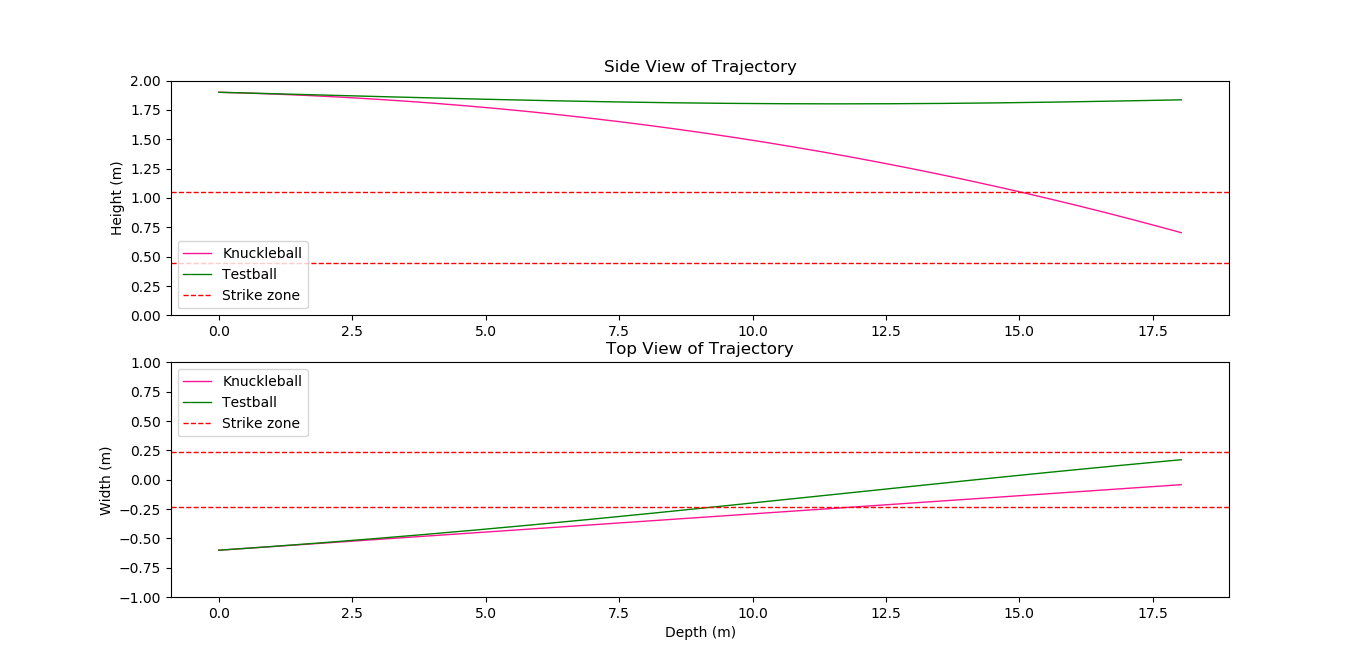 Side View of Trajectory
2.00
1.75
1.50
1.25
1.00
0.75
0.50
0.25
0.00
Height (m)
Knuckleball
Testball
Strike zone
0.0 2.5 5.0 7.5 10.0 12.5 15.0 17.5
Top View of Trajectory
1.00
0.75
0.50
0.25
0.00
−0.25
−0.50
−0.75
−1.00
Width (m)
Knuckleball
Testball
Strike zone
0.0 2.5 5.0 7.5 10.0 12.5 15.0 17.5
Depth (m)